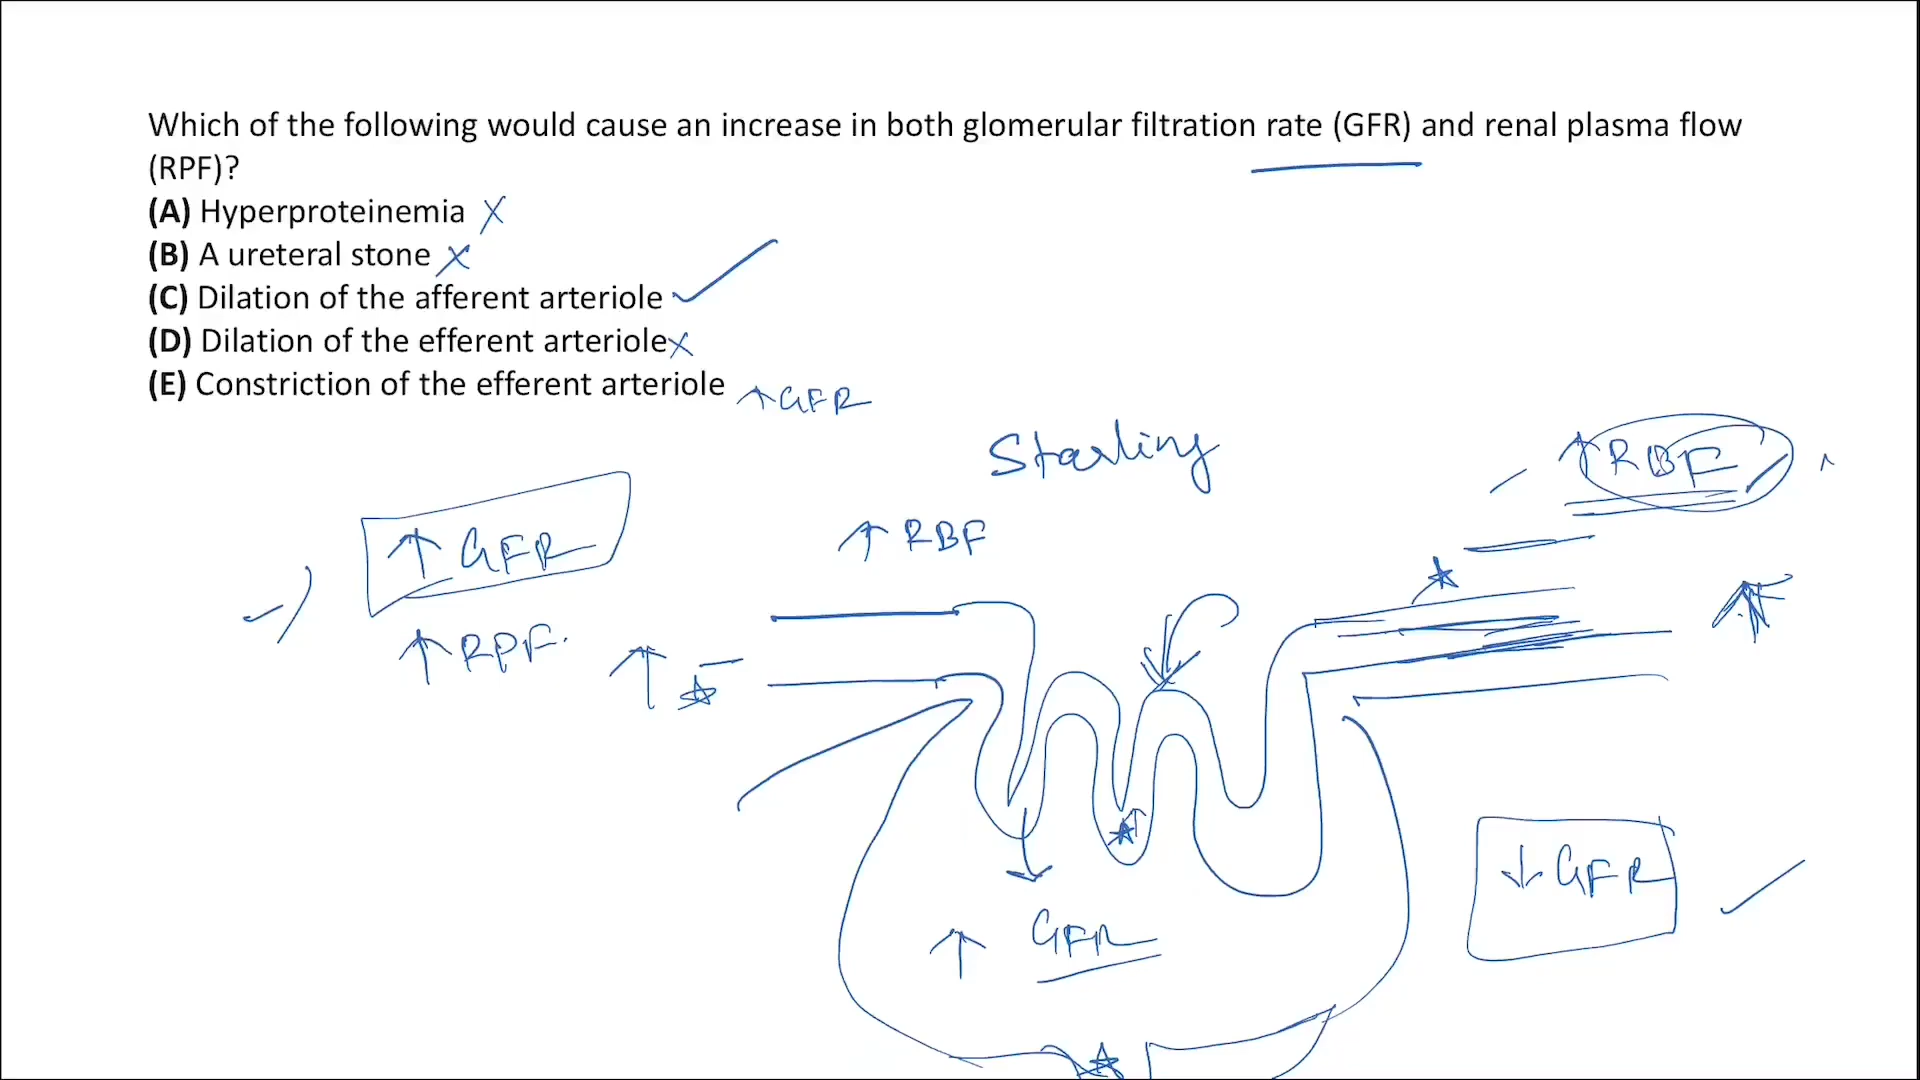 Which of the following would cause an increase in both glomerular filtration rate (GFR) and renal plasma flow
(RPF)?
(A) Hyperproteinemia X
(B) A ureteral stone X
(C) Dilation of the afferent arteriole ✓
(D) Dilation of the efferent arteriole X
(E) Constriction of the efferent arteriole ↑ GFR
Starling
↑ RBF
↑ GFR
↑ RBF
↑ RPF
↓ GFR
↑ GFR